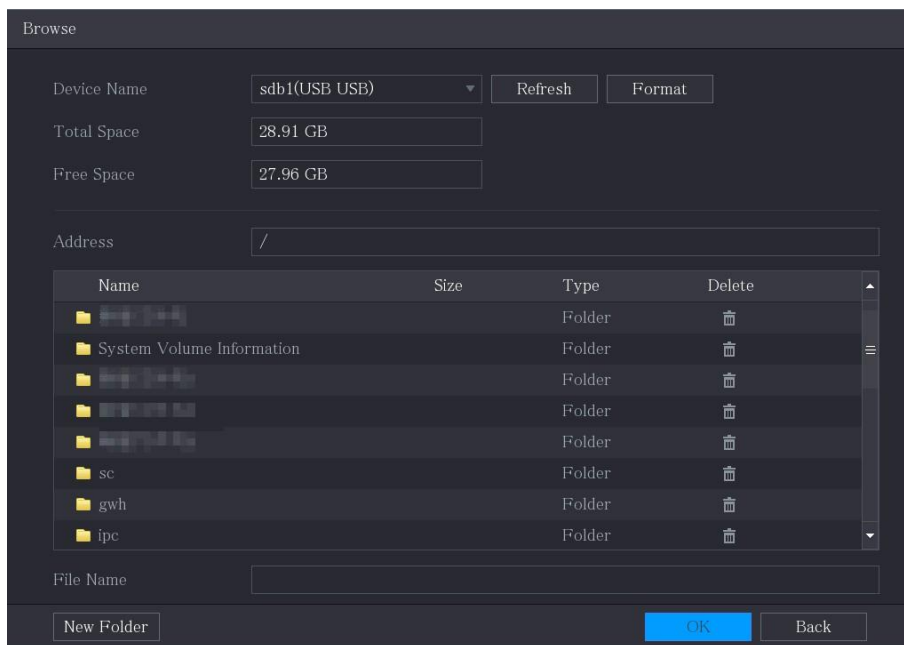 Browse
Device Name sdb1(USB USB) Refresh Format
Total Space 28.91 GB
Free Space 27.96 GB
Address /
Name Size Type Delete
Folder
System Volume Information Folder
Folder
Folder
Folder
sc Folder
gwh Folder
ipc Folder
File Name
New Folder OK Back